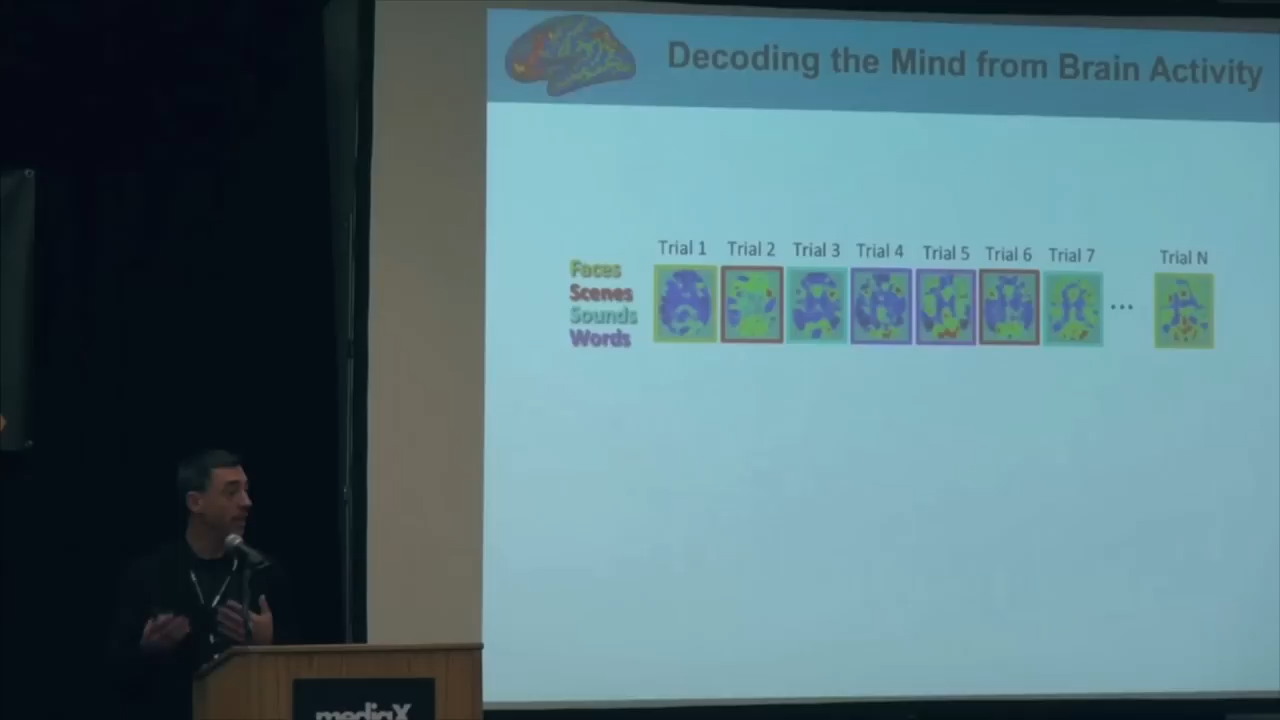 Decoding the Mind from Brain Activity
Trial 1 Trial 2 Trial 3 Trial 4 Trial 5 Trial 6 Trial 7 Trial N
Faces
Scenes
Sounds
Words
...
mediaX